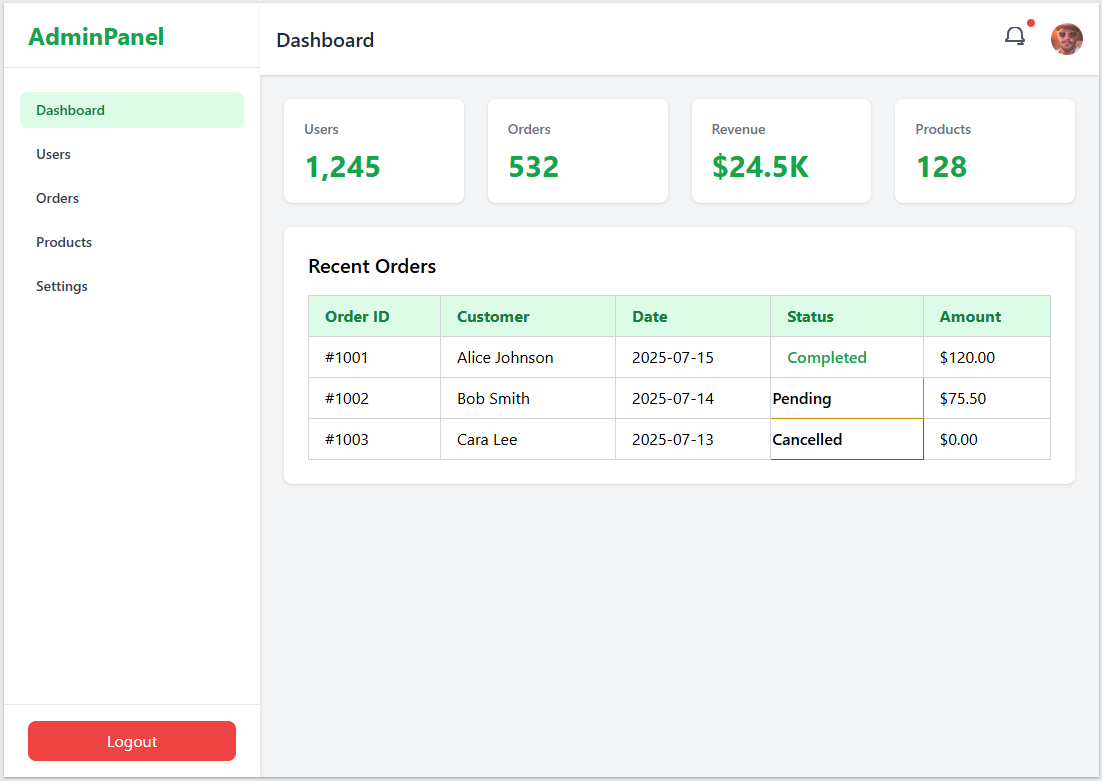 AdminPanel
Dashboard
Users
Orders
Products
Settings
Logout
Dashboard
Users
1,245
Orders
532
Revenue
$24.5K
Products
128
Recent Orders
Order ID Customer Date Status Amount
#1001 Alice Johnson 2025-07-15 Completed $120.00
#1002 Bob Smith 2025-07-14 Pending $75.50
#1003 Cara Lee 2025-07-13 Cancelled $0.00